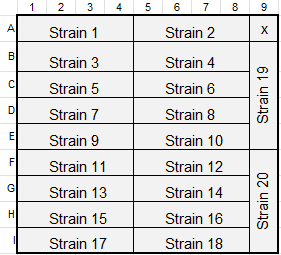 1 2 3 4 5 6 7 8 9
A Strain 1 Strain 2 x
B Strain 3 Strain 4
C Strain 5 Strain 6
D Strain 7 Strain 8
E Strain 9 Strain 10
Strain 19
F Strain 11 Strain 12
G Strain 13 Strain 14
H Strain 15 Strain 16
I Strain 17 Strain 18
Strain 20